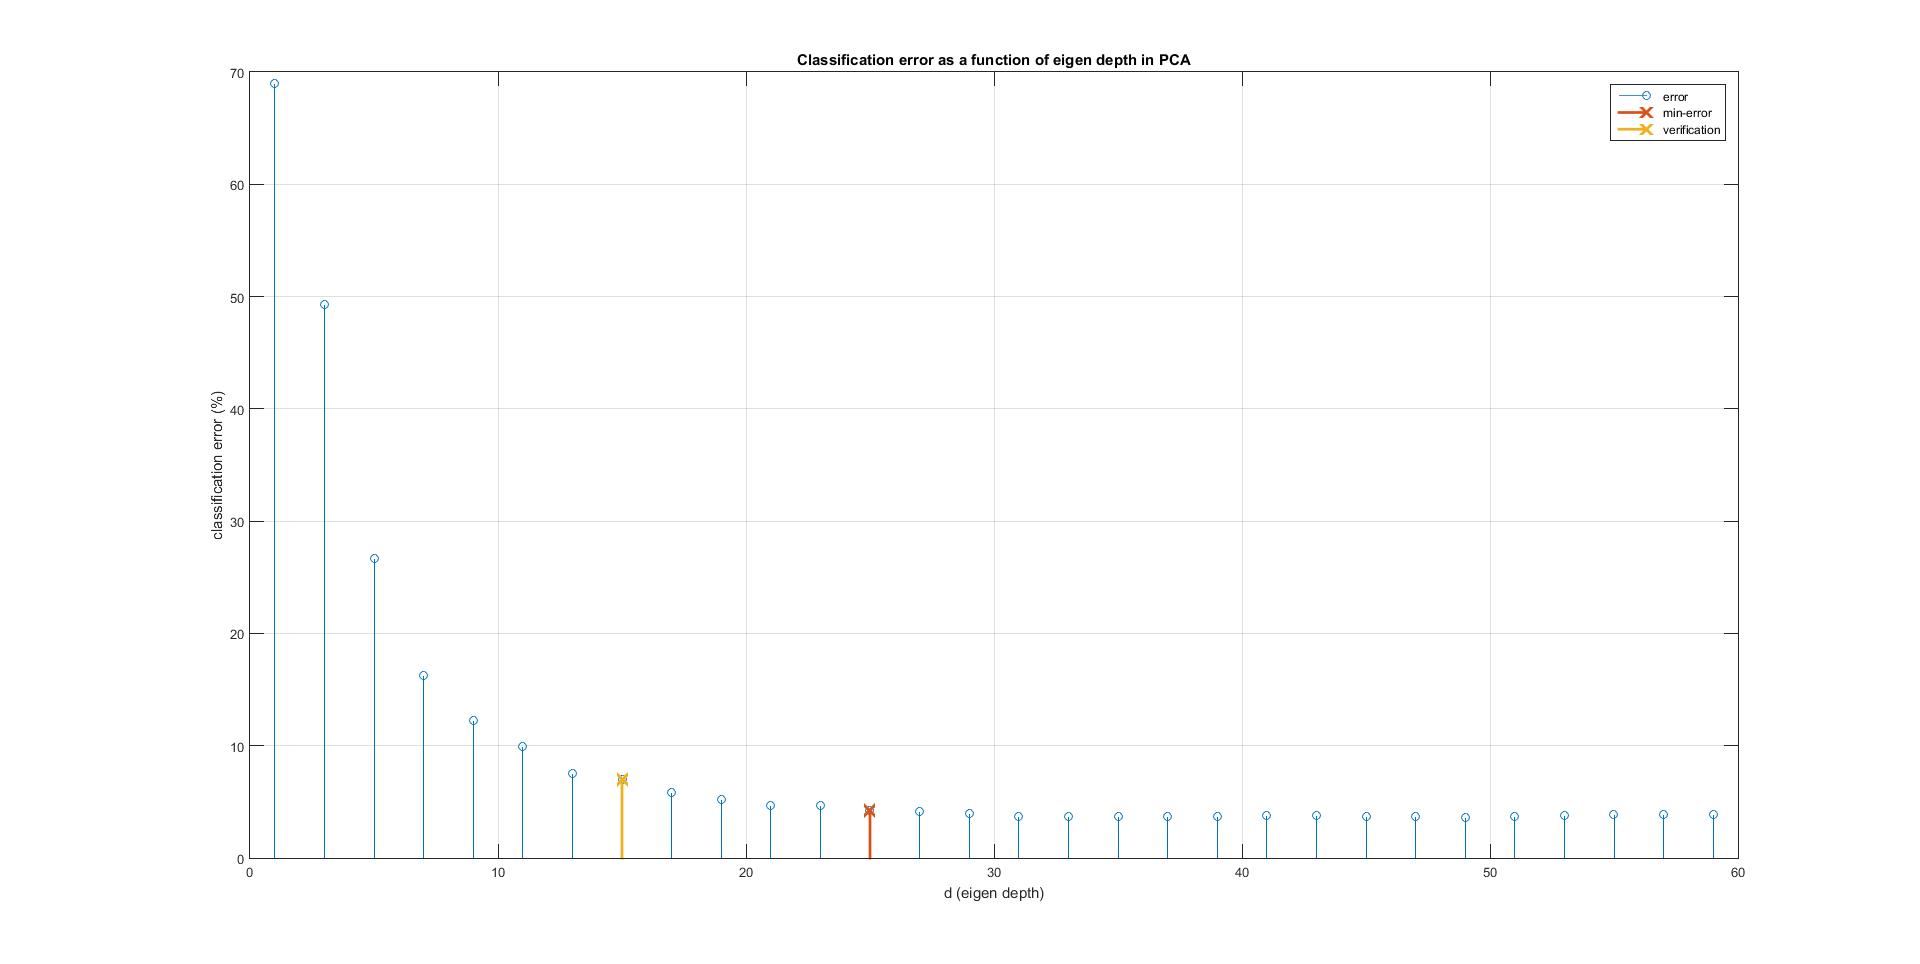 Classification error as a function of eigen depth in PCA
70
60
50
40
30
20
10
0
classification error (%)
error
min-error
verification
0 10 20 30 40 50 60
d (eigen depth)